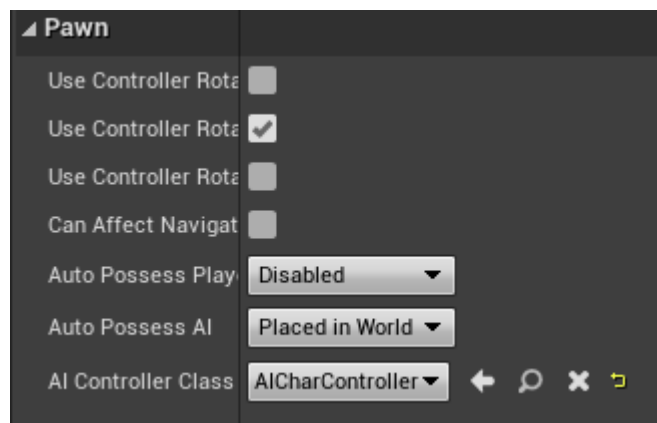 Pawn
Use Controller Rota
Use Controller Rota
Use Controller Rota
Can Affect Navigat
Auto Possess Play
Disabled
Auto Possess AI
Placed in World
AI Controller Class
AICharController